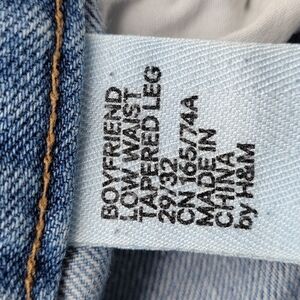 BOYFRIEND
LOW WAIST
TAPERED LEG
29/32
CN 165/74A
MADE IN
CHINA
by H&M